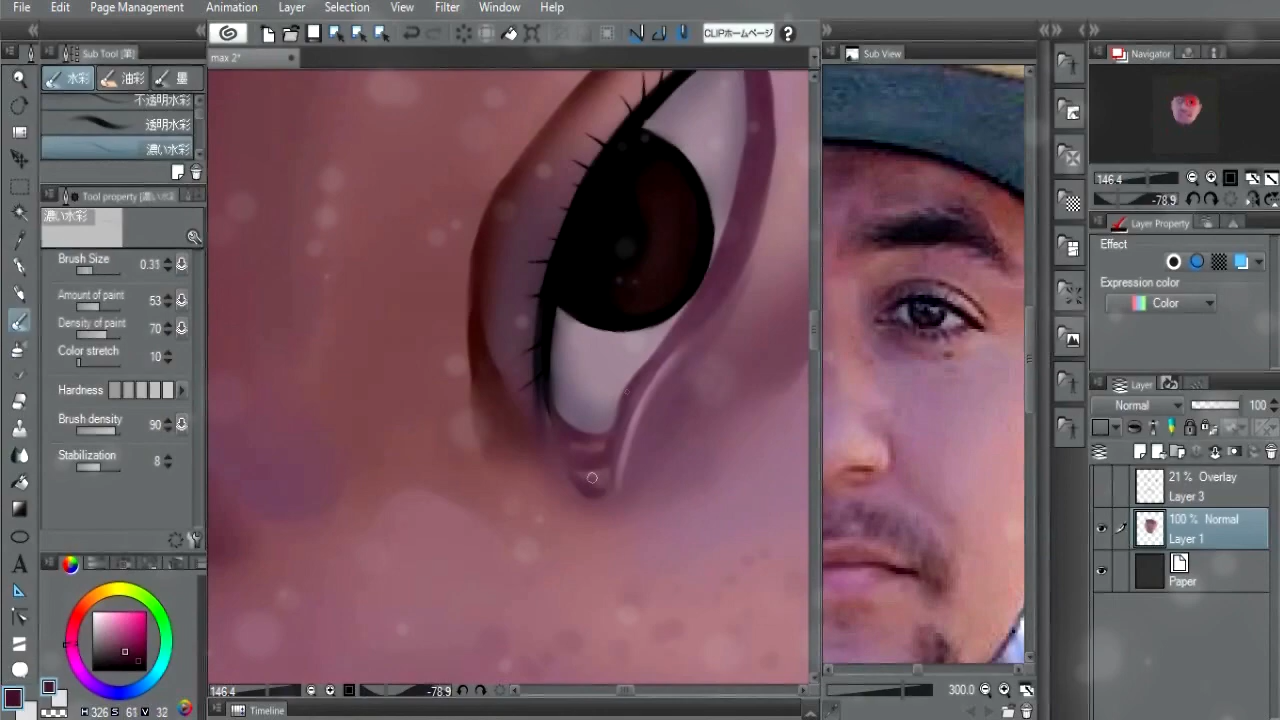 File Edit Page Management Animation Layer Selection View Filter Window Help
CLIPホームページ
Sub Tool [筆]
max 2*
Sub View
Navigator
水彩 油彩 墨
不透明水彩
透明水彩
濃い水彩
146.4
-78.9
Tool property [濃い水彩
濃い水彩
Layer Property
Effect
Brush Size 0.31
Expression color
Amount of paint 53
Color
Density of paint 70
Color stretch 10
Hardness
Layer
Brush density 90
Normal 100
Stabilization 8
21 % Overlay
Layer 3
100 % Normal
Layer 1
Paper
146.4 -78.9
300.0
Timeline
H 326 S 61 V 32